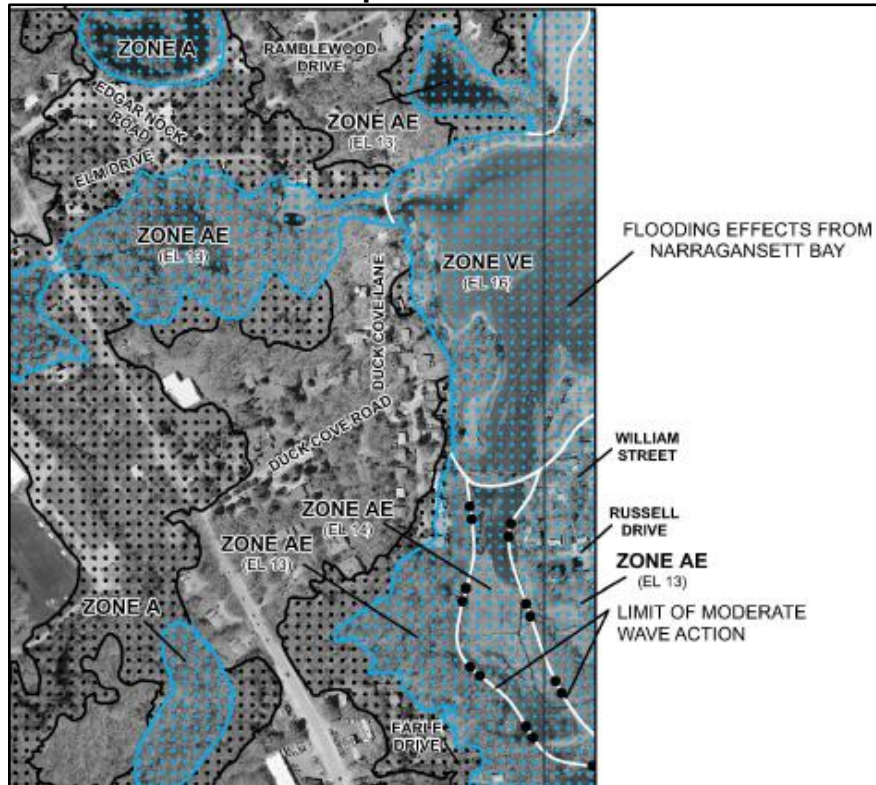 ZONE A
RAMBLEWOOD
DRIVE
EDGAR NOCK
ROAD
ZONE AE
(EL 13)
ELM DRIVE
ZONE AE
(EL 13)
ZONE VE
(EL 16)
FLOODING EFFECTS FROM
NARRAGANSETT BAY
DUCK COVE LANE
DUCK COVE ROAD
WILLIAM
STREET
ZONE AE
(EL 14)
RUSSELL
DRIVE
ZONE AE
(EL 13)
ZONE AE
(EL 13)
ZONE A
LIMIT OF MODERATE
WAVE ACTION
EARLE
DRIVE